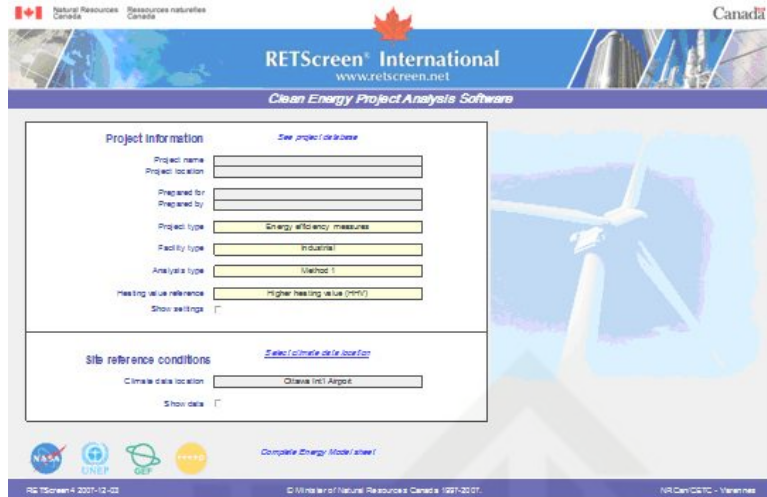 Natural Resources Canada
Ressources naturelles Canada
Canada
RETScreen® International
www.retscreen.net
Clean Energy Project Analysis Software
Project information
See project database
Project name
Project location
Prepared for
Prepared by
Project type
Energy efficiency measures
Facility type
Industrial
Analysis type
Method 1
Heating value reference
Higher heating value (HHV)
Show settings
Site reference conditions
Select climate data location
Climate data location
Ottawa Int'l Airport
Show data
NASA
UNEP
GEF
Complete Energy Model sheet
RETScreen4 2007-12-03
© Minister of Natural Resources Canada 1997-2007.
NRCan/CETC - Varennes